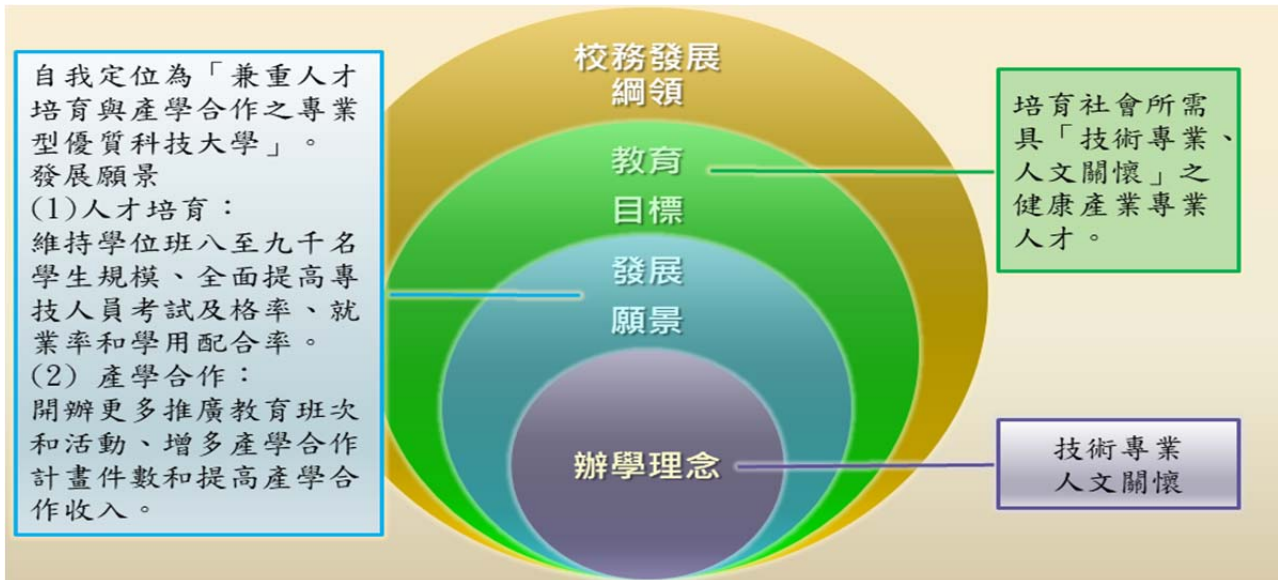 自我定位為「兼重人才
培育與產學合作之專業
型優質科技大學」。
發展願景
(1)人才培育：
維持學位班八至九千名
學生規模、全面提高專
技人員考試及格率、就
業率和學用配合率。
(2) 產學合作：
開辦更多推廣教育班次
和活動、增多產學合作
計畫件數和提高產學合
作收入。
校務發展
綱領
教育
目標
發展
願景
辦學理念
培育社會所需
具「技術專業、
人文關懷」之
健康產業專業
人才。
技術專業
人文關懷